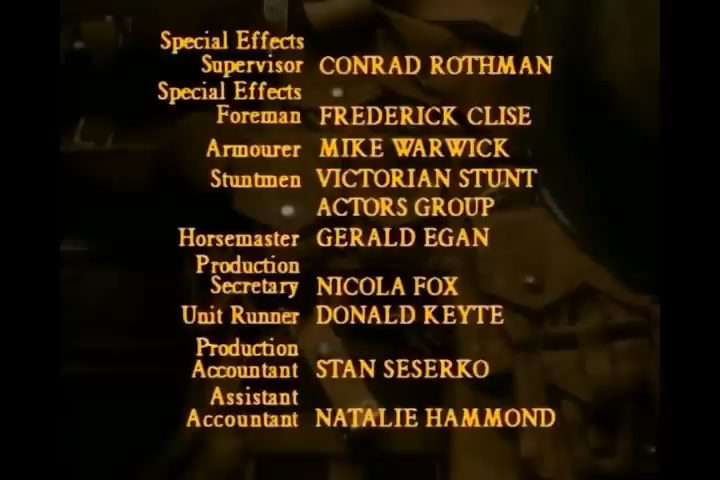 Special Effects
Supervisor CONRAD ROTHMAN
Special Effects
Foreman FREDERICK CLISE
Armourer MIKE WARWICK
Stuntmen VICTORIAN STUNT
ACTORS GROUP
Horsemaster GERALD EGAN
Production
Secretary NICOLA FOX
Unit Runner DONALD KEYTE
Production
Accountant STAN SESERKO
Assistant
Accountant NATALIE HAMMOND